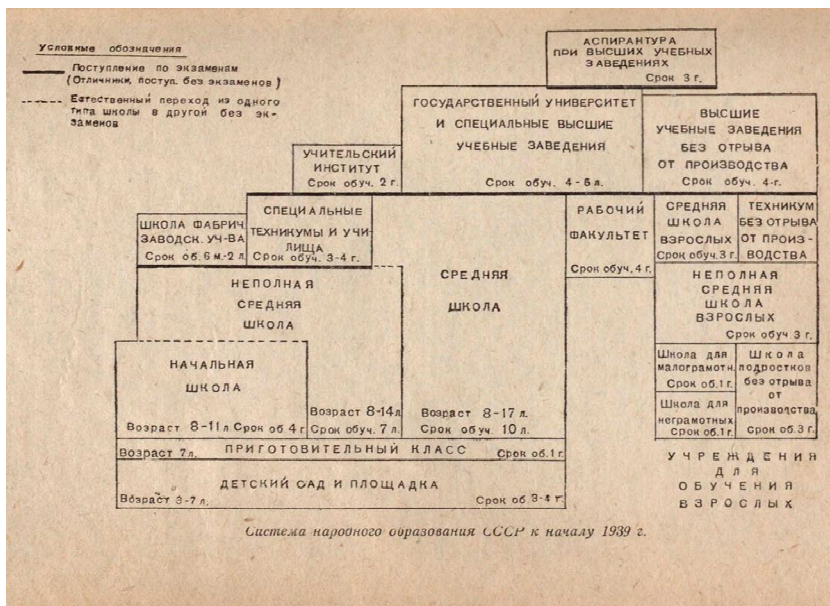 Условные обозначения
Поступление по экзаменам
(Отличники, поступ. без экзаменов)
Естественный переход из одного
типа школы в другой без эк-
заменов
АСПИРАНТУРА
ПРИ ВЫСШИХ УЧЕБНЫХ
ЗАВЕДЕНИЯХ
Срок 3 г.
ГОСУДАРСТВЕННЫЙ УНИВЕРСИТЕТ
И СПЕЦИАЛЬНЫЕ ВЫСШИЕ
УЧЕБНЫЕ ЗАВЕДЕНИЯ
Срок обуч. 4-5 л.
ВЫСШИЕ
УЧЕБНЫЕ ЗАВЕДЕНИЯ
БЕЗ ОТРЫВА
ОТ ПРОИЗВОДСТВА
Срок обуч. 4-г.
УЧИТЕЛЬСКИЙ
ИНСТИТУТ
Срок обуч. 2 г.
ШКОЛА ФАБРИЧ.
ЗАВОДСК. УЧ-ВА
Срок об. 6 м.-2 л.
СПЕЦИАЛЬНЫЕ
ТЕХНИКУМЫ И УЧИ-
ЛИЩА
Срок обуч. 3-4 г.
РАБОЧИЙ
ФАКУЛЬТЕТ
Срок обуч. 4 г.
СРЕДНЯЯ
ШКОЛА
ВЗРОСЛЫХ
Срок обуч. 3 г.
ТЕХНИКУМ
БЕЗ ОТРЫВА
ОТ ПРОИЗ-
ВОДСТВА
НЕПОЛНАЯ
СРЕДНЯЯ
ШКОЛА
Возраст 8-14 л
Срок обуч. 7 л.
СРЕДНЯЯ
ШКОЛА
Возраст 8-17 л.
Срок обуч. 10 л.
НЕПОЛНАЯ
СРЕДНЯЯ
ШКОЛА
ВЗРОСЛЫХ
Срок обуч 3 г.
НАЧАЛЬНАЯ
ШКОЛА
Возраст 8-11 л Срок об. 4 г
Школа для
малограмотн.
Срок об. 1 г.
Школа для
неграмотных
Срок об. 1 г.
Школа
подростков
без отрыва
от
производства
Срок об. 3 г.
ПРИГОТОВИТЕЛЬНЫЙ КЛАСС
Возраст 7 л. Срок об. 1 г.
ДЕТСКИЙ САД И ПЛОЩАДКА
Возраст 3-7 л. Срок об. 3-4 г.
УЧРЕЖДЕНИЯ
ДЛЯ
ОБУЧЕНИЯ
ВЗРОСЛЫХ
Система народного образования СССР к началу 1939 г.